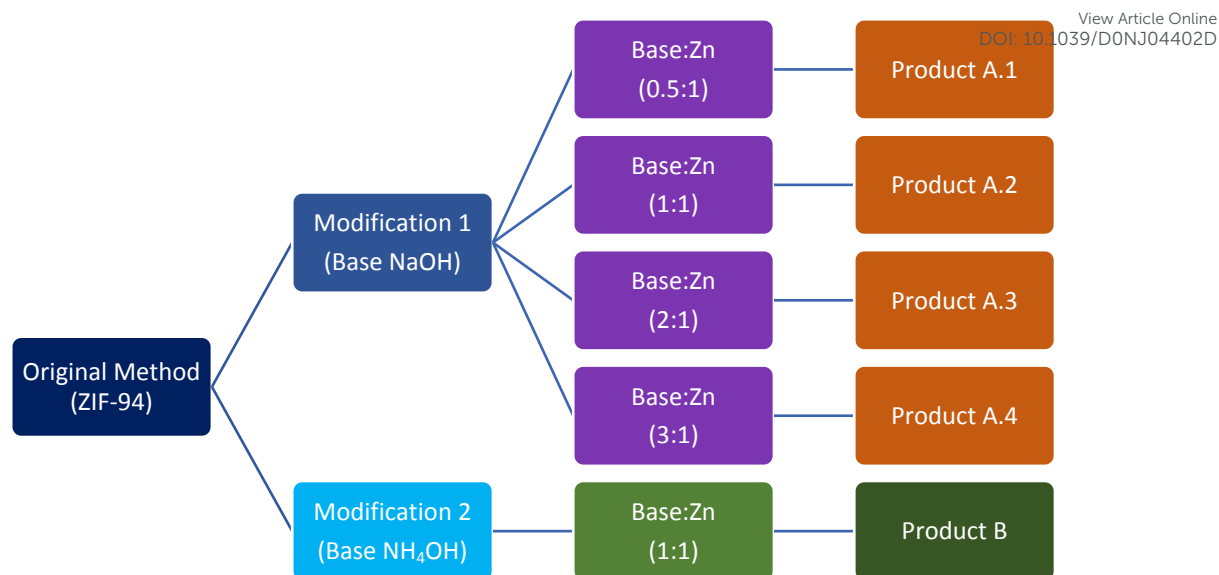 View Article Online
DOI: 10.1039/D0NJ04402D
Original Method
(ZIF-94)
Modification 1
(Base NaOH)
Base:Zn
(0.5:1)
Product A.1
Base:Zn
(1:1)
Product A.2
Base:Zn
(2:1)
Product A.3
Base:Zn
(3:1)
Product A.4
Modification 2
(Base NH₄OH)
Base:Zn
(1:1)
Product B